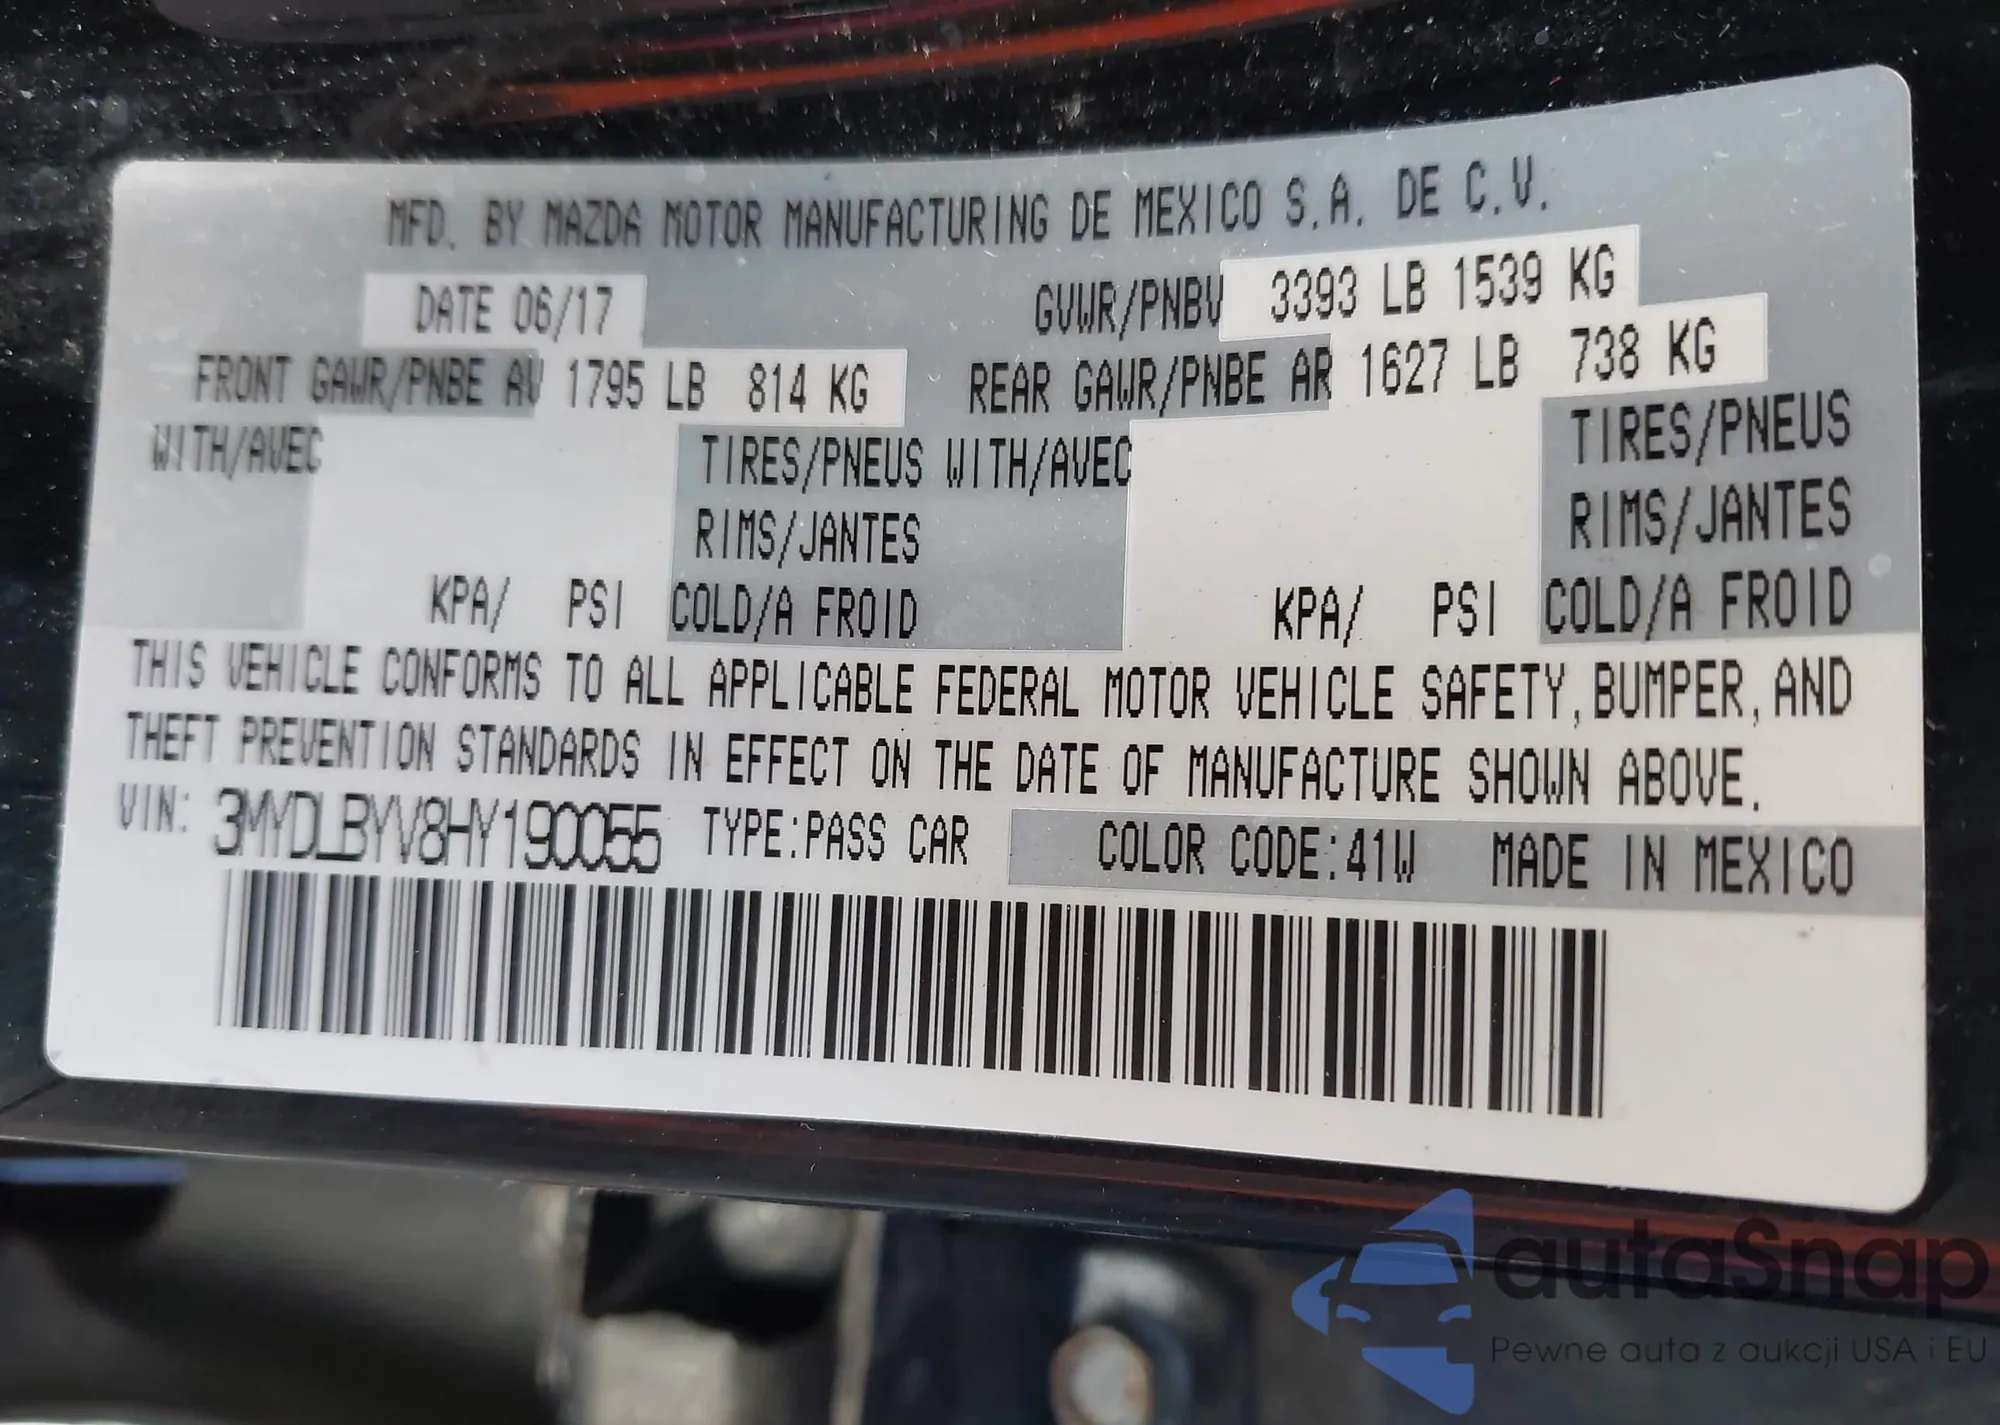 MFD. BY MAZDA MOTOR MANUFACTURING DE MEXICO S.A. DE C.V.
DATE 06/17 GVWR/PNBV 3393 LB 1539 KG
FRONT GAWR/PNBE AV 1795 LB 814 KG REAR GAWR/PNBE AR 1627 LB 738 KG
WITH/AVEC TIRES/PNEUS WITH/AVEC TIRES/PNEUS
RIMS/JANTES RIMS/JANTES
KPA/ PSI COLD/A FROID KPA/ PSI COLD/A FROID
THIS VEHICLE CONFORMS TO ALL APPLICABLE FEDERAL MOTOR VEHICLE SAFETY, BUMPER, AND
THEFT PREVENTION STANDARDS IN EFFECT ON THE DATE OF MANUFACTURE SHOWN ABOVE.
VIN: 3MYDLBYV8HY190055 TYPE:PASS CAR COLOR CODE:41W MADE IN MEXICO
autaSnap
Pewne auta z aukcji USA i EU